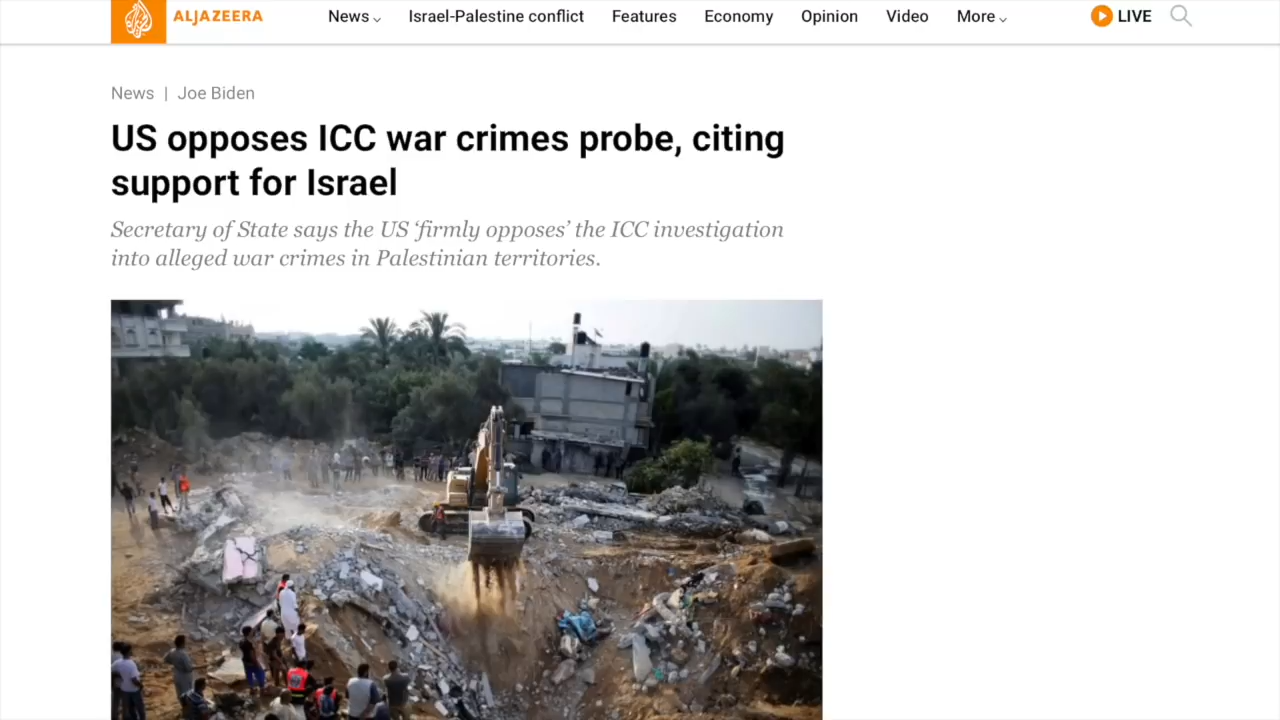 ALJAZEERA
News
Israel-Palestine conflict
Features
Economy
Opinion
Video
More
LIVE
News | Joe Biden
US opposes ICC war crimes probe, citing
support for Israel
Secretary of State says the US ‘firmly opposes’ the ICC investigation
into alleged war crimes in Palestinian territories.